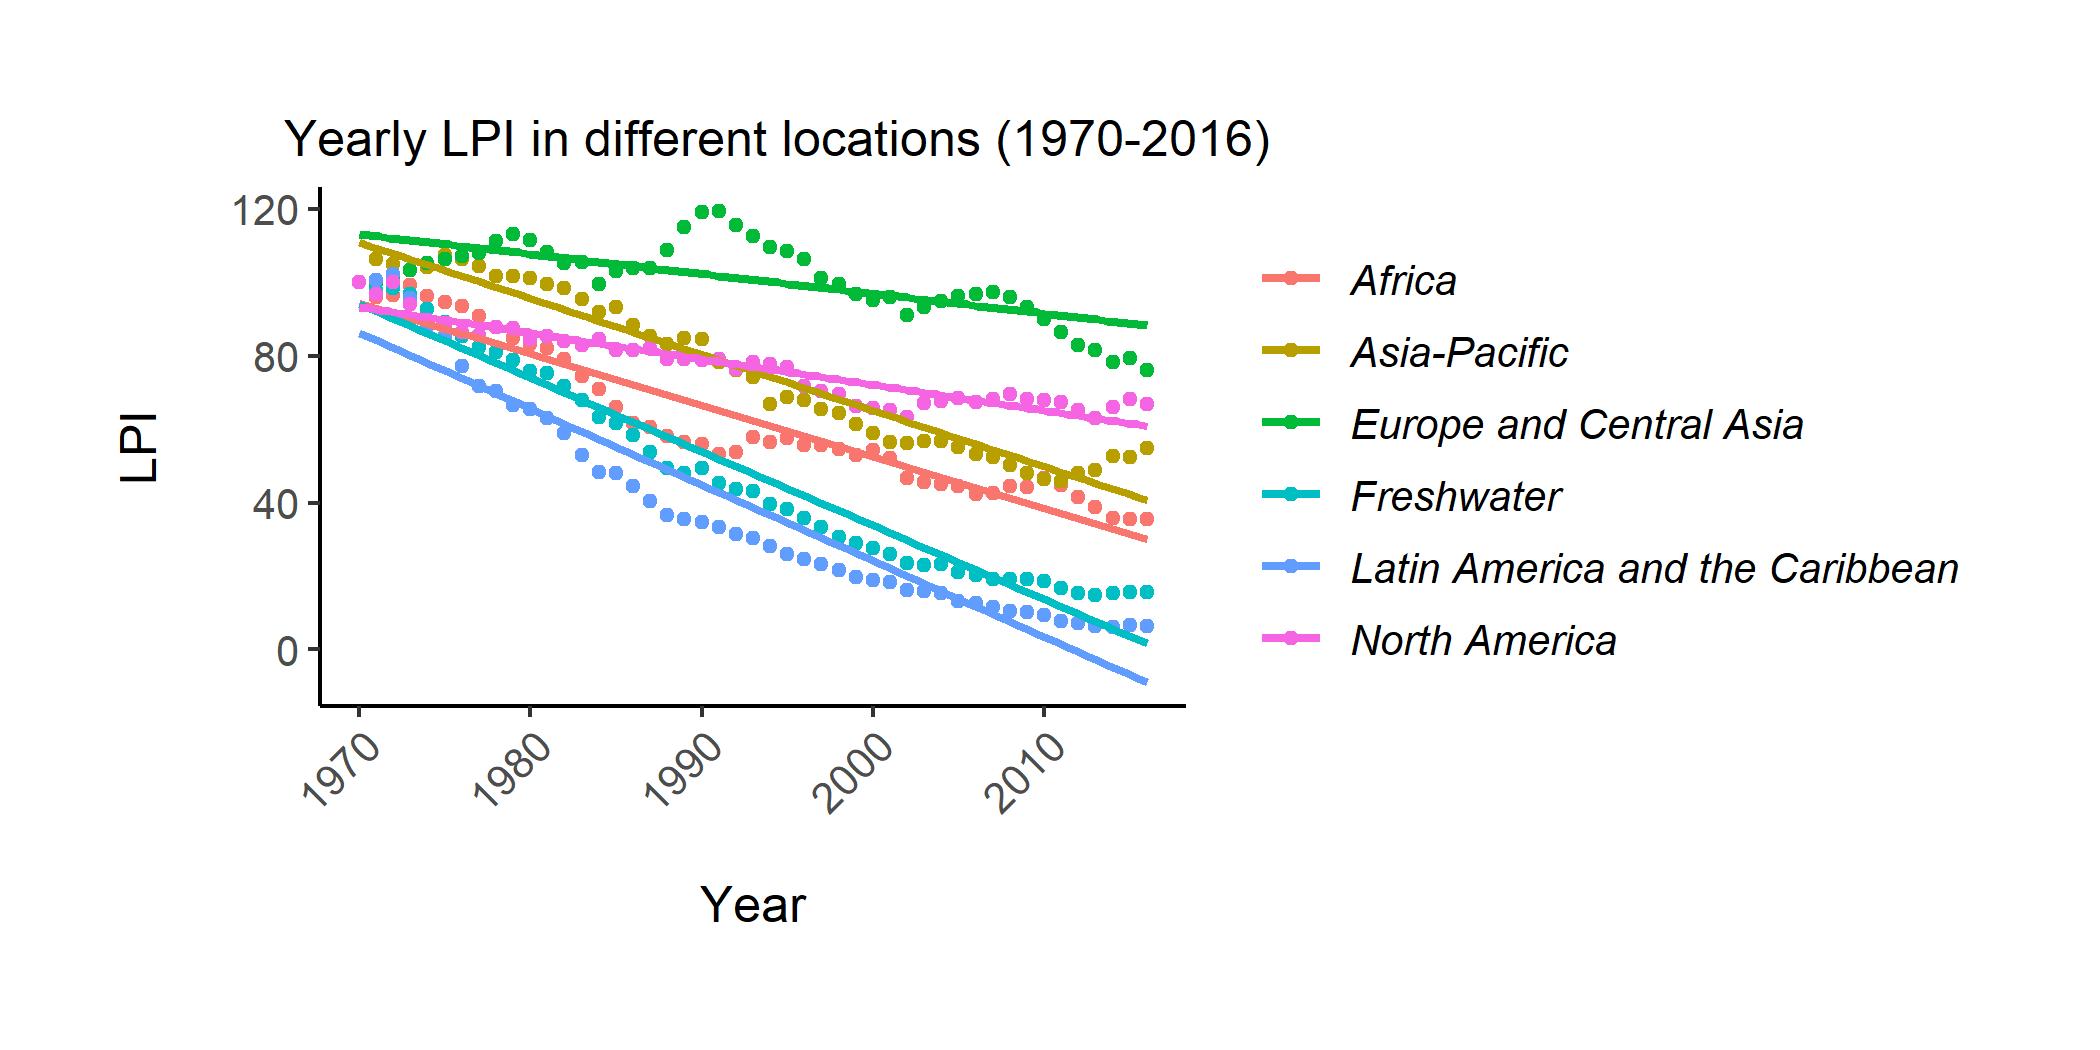 Yearly LPI in different locations (1970-2016)
LPI
120
80
40
0
1970
1980
1990
2000
2010
Year
Africa
Asia-Pacific
Europe and Central Asia
Freshwater
Latin America and the Caribbean
North America